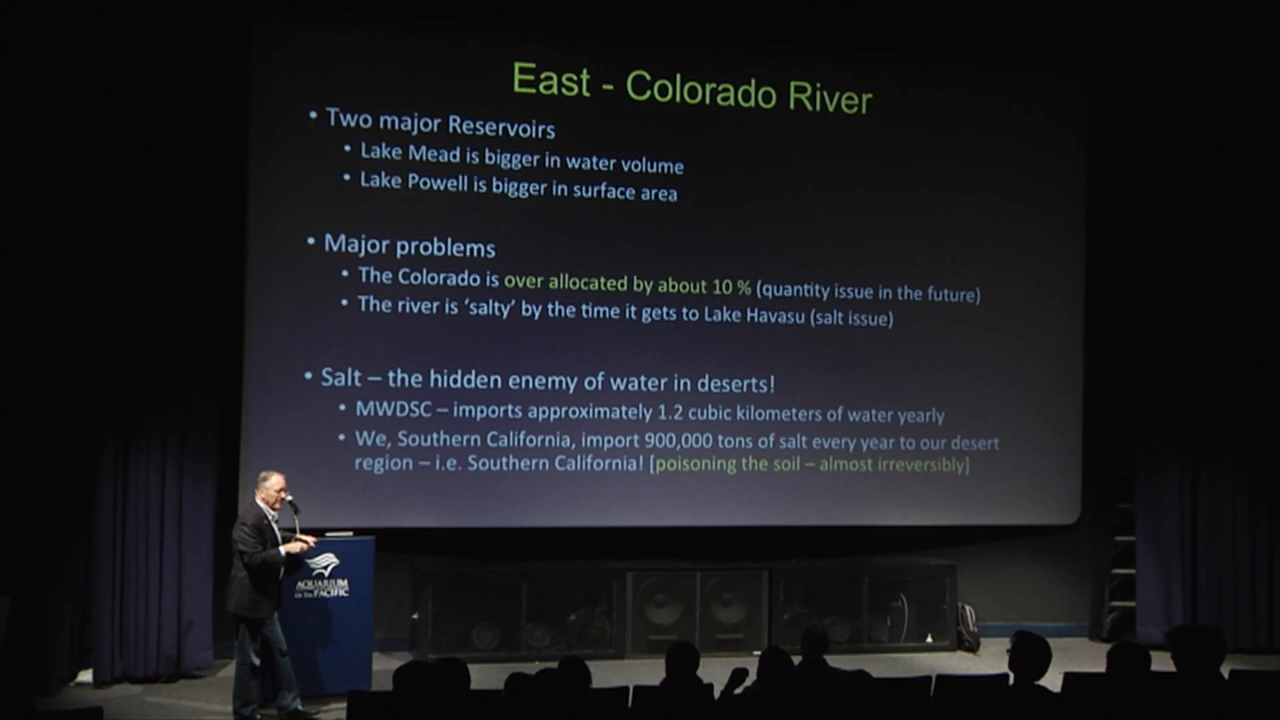 East - Colorado River
• Two major Reservoirs
• Lake Mead is bigger in water volume
• Lake Powell is bigger in surface area
• Major problems
• The Colorado is over allocated by about 10 % (quantity issue in the future)
• The river is ‘salty’ by the time it gets to Lake Havasu (salt issue)
• Salt – the hidden enemy of water in deserts!
• MWDSC – imports approximately 1.2 cubic kilometers of water yearly
• We, Southern California, import 900,000 tons of salt every year to our desert
region – i.e. Southern California! [poisoning the soil – almost irreversibly]
AQUARIUM
OF THE PACIFIC